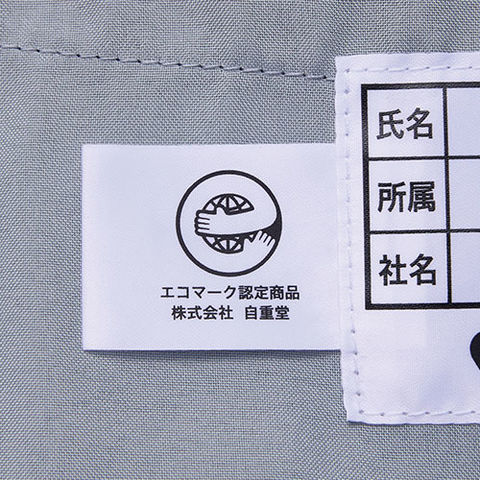 エコマーク認定商品
株式会社 自重堂
氏名
所属
社名